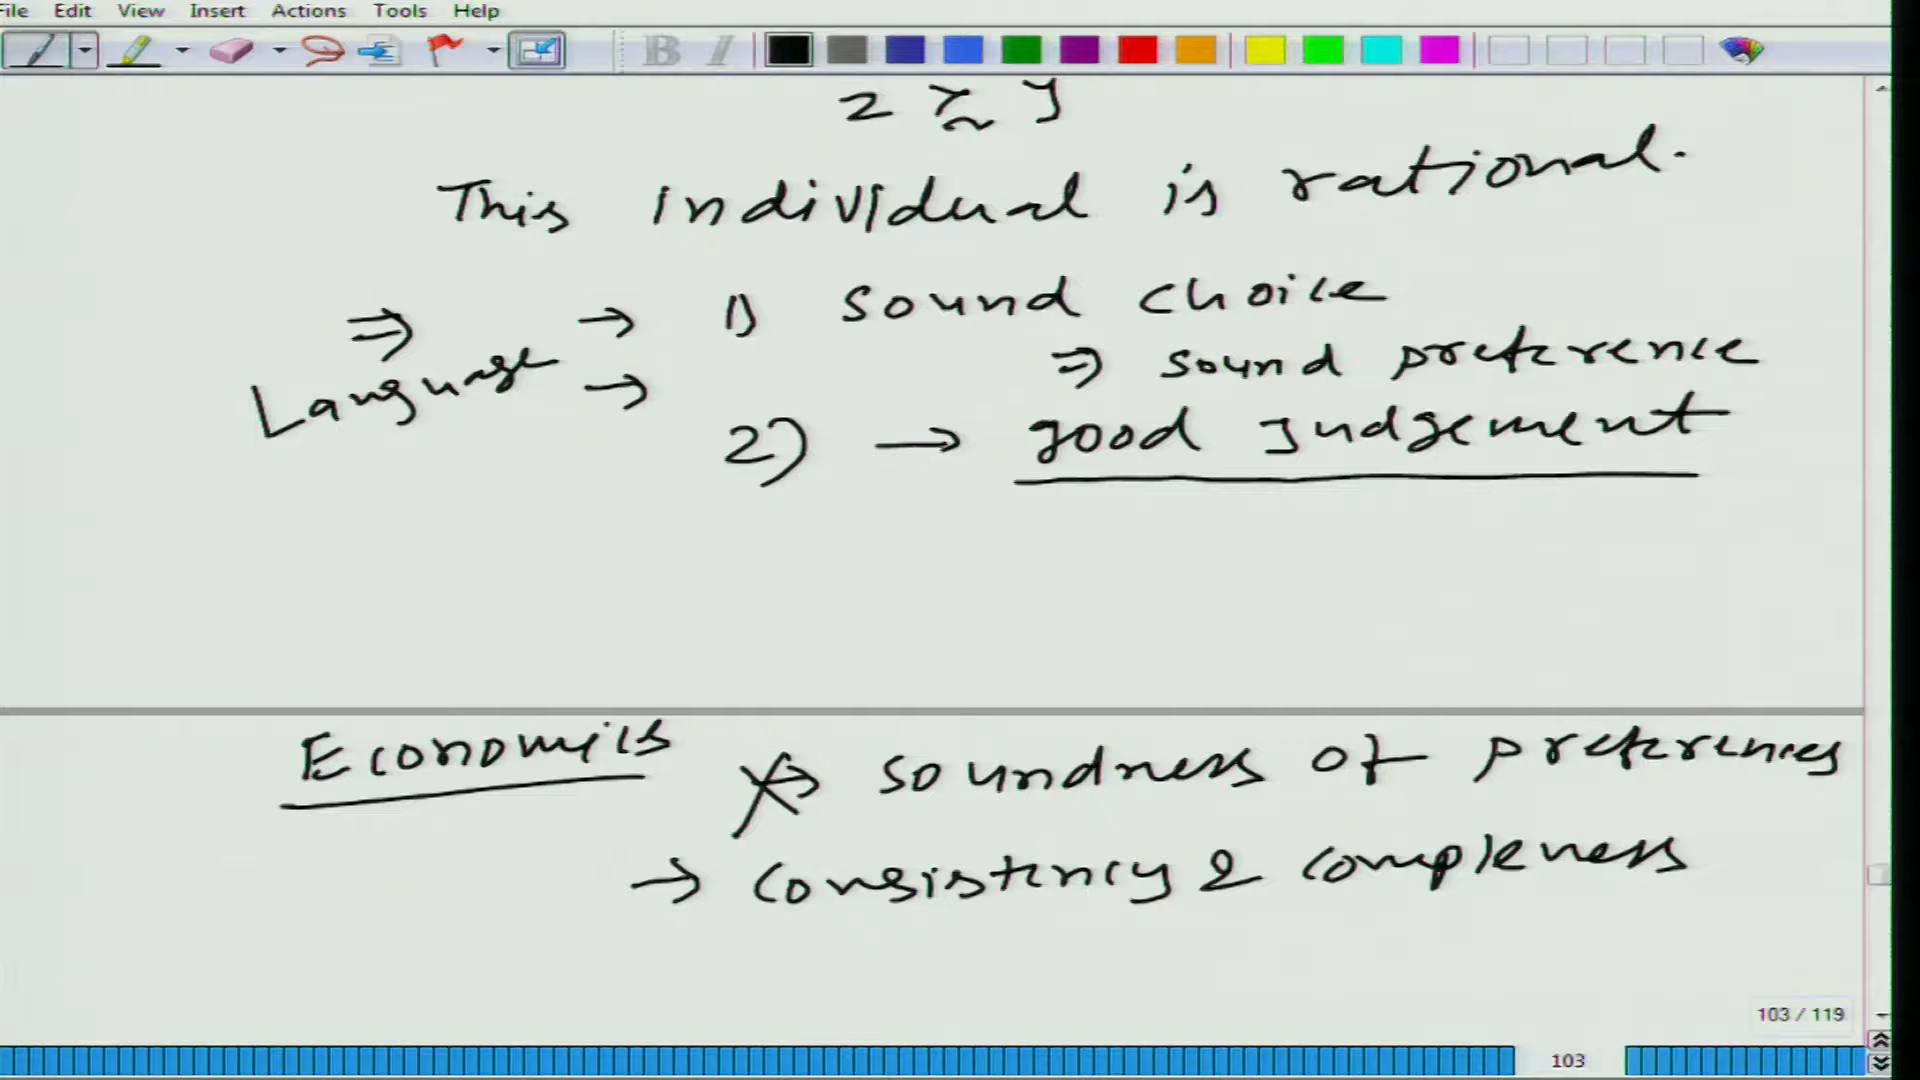 File Edit View Insert Actions Tools Help
z ≿ y
This individual is rational.
⇒ → 1) sound choice
⇒ sound preference
Language →
2) → good judgement
Economics → soundness of preferences
→ consistency & compleness
103 / 119
103